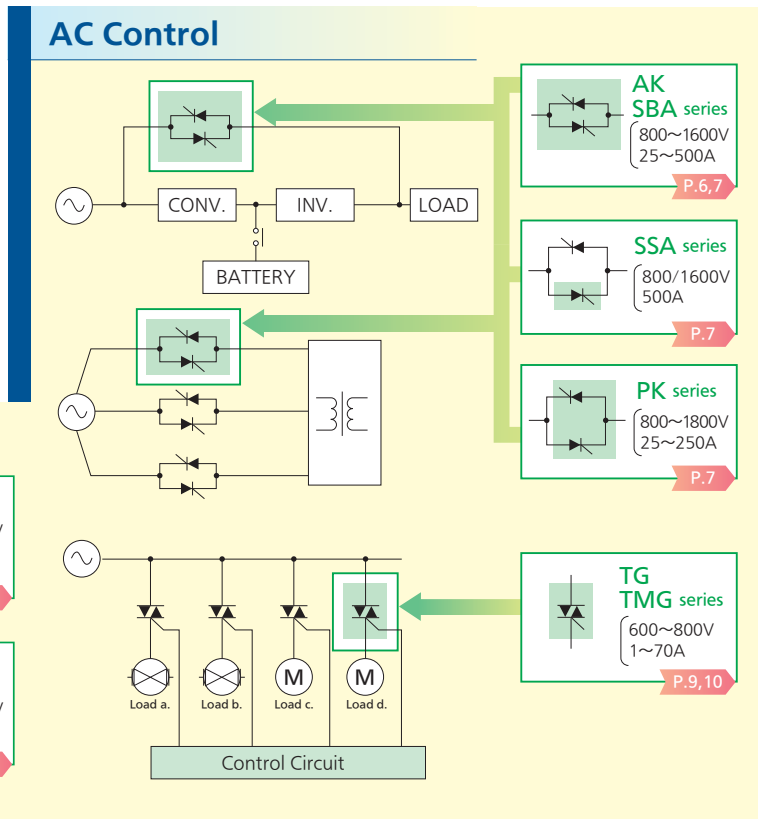 AC Control
CONV.
INV.
LOAD
BATTERY
AK
SBA series
800～1600V
25～500A
P.6,7
SSA series
800/1600V
500A
P.7
PK series
800～1800V
25～250A
P.7
M
M
Load a.
Load b.
Load c.
Load d.
Control Circuit
TG
TMG series
600～800V
1～70A
P.9,10